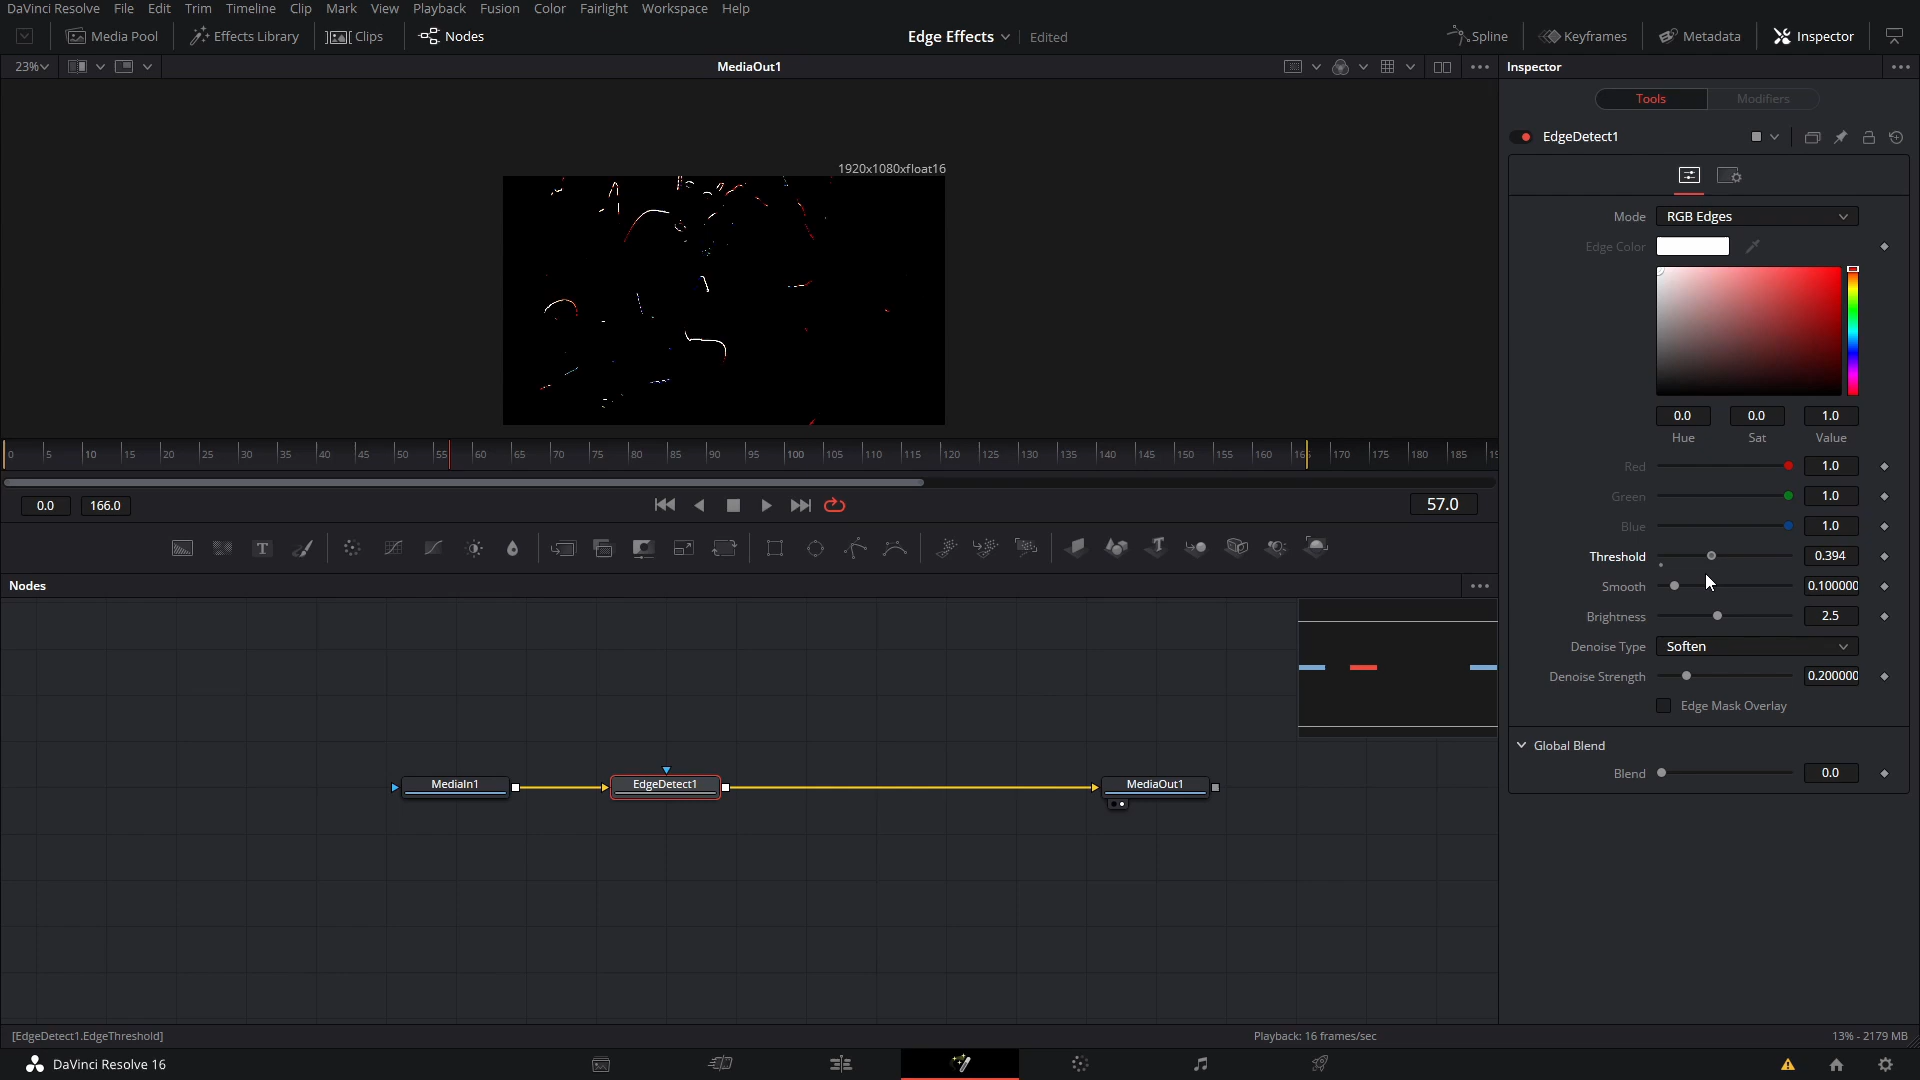 DaVinci Resolve File Edit Trim Timeline Clip Mark View Playback Fusion Color Fairlight Workspace Help
Media Pool Effects Library Clips Nodes Edge Effects Edited Spline Keyframes Metadata Inspector
23% MediaOut1 Inspector
Tools Modifiers
EdgeDetect1
1920x1080xfloat16
Mode RGB Edges
Edge Color
0.0 0.0 1.0
Hue Sat Value
0 5 10 15 20 25 30 35 40 45 50 55 60 65 70 75 80 85 90 95 100 105 110 115 120 125 130 135 140 145 150 155 160 165 170 175 180 185
Red 1.0
Green 1.0
Blue 1.0
0.0 166.0 57.0
Threshold 0.394
Smooth 0.100000
Brightness 2.5
Denoise Type Soften
Denoise Strength 0.200000
Edge Mask Overlay
Global Blend
Blend 0.0
Nodes
MediaIn1 EdgeDetect1 MediaOut1
[EdgeDetect1.EdgeThreshold] Playback: 16 frames/sec 13% - 2179 MB
DaVinci Resolve 16